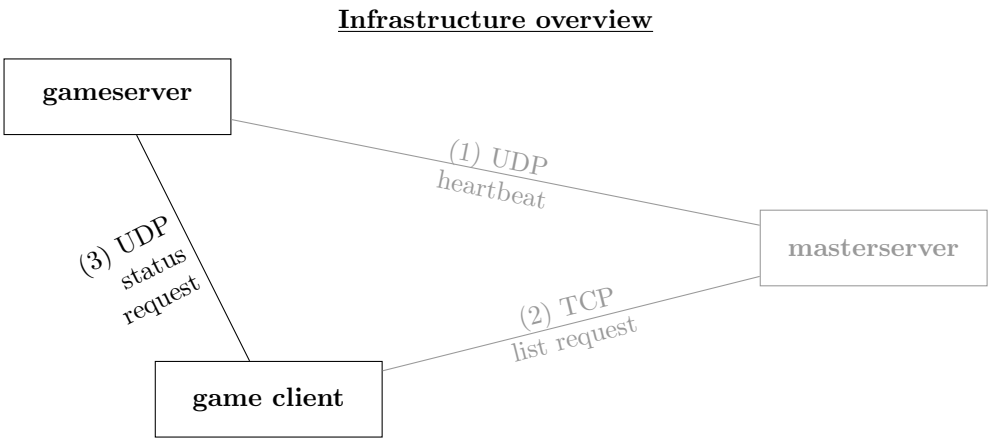 Infrastructure overview
gameserver
(1) UDP
heartbeat
masterserver
(3) UDP
status
request
(2) TCP
list request
game client